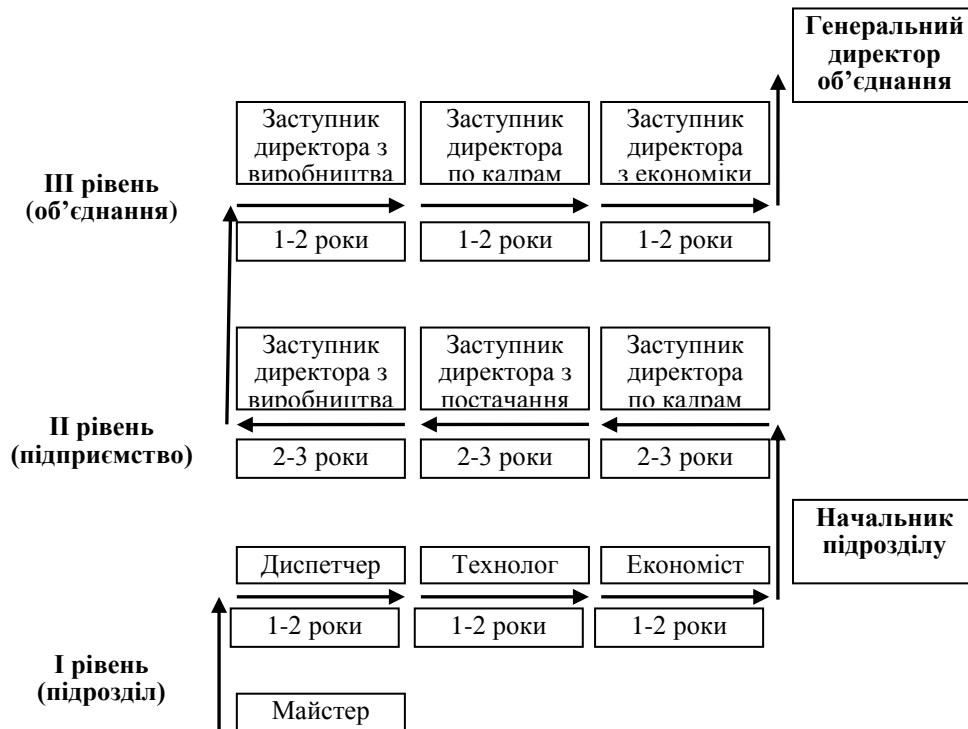 Генеральний
директор
об’єднання
Заступник
директора з
виробництва
Заступник
директора
по кадрам
Заступник
директора
з економіки
ІІІ рівень
(об’єднання)
1-2 роки
1-2 роки
1-2 роки
Заступник
директора з
виробництва
Заступник
директора з
постачання
Заступник
директора
по кадрам
ІІ рівень
(підприємство)
2-3 роки
2-3 роки
2-3 роки
Начальник
підрозділу
Диспетчер
Технолог
Економіст
1-2 роки
1-2 роки
1-2 роки
І рівень
(підрозділ)
Майстер